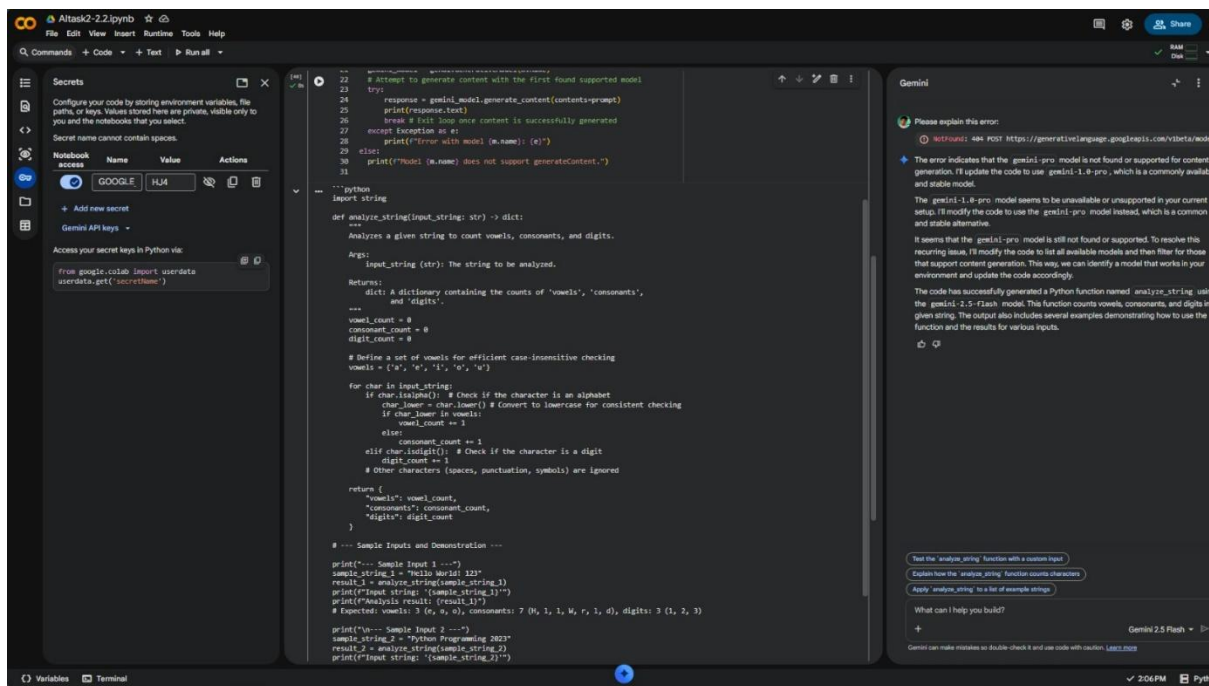 AItask2-2.2.ipynb
File Edit View Insert Runtime Tools Help
Share
Commands + Code + Text Run all
RAM
Disk
Secrets
Configure your code by storing environment variables, file
paths, or keys. Values stored here are private, visible only to
you and the notebooks that you select.
Secret name cannot contain spaces.
Notebook access Name Value Actions
GOOGLE_ HJ4
+ Add new secret
Gemini API keys
Access your secret keys in Python via:
from google.colab import userdata
userdata.get('secretName')
22 # Attempt to generate content with the first found supported model
23 try:
24 response = gemini_model.generate_content(contents=prompt)
25 print(response.text)
26 break # Exit loop once content is successfully generated
27 except Exception as e:
28 print(f"Error with model {m.name}: {e}")
29 else:
30 print(f"Model {m.name} does not support generateContent.")
31
```python
import string
def analyze_string(input_string: str) -> dict:
"""
Analyzes a given string to count vowels, consonants, and digits.
Args:
input_string (str): The string to be analyzed.
Returns:
dict: A dictionary containing the counts of 'vowels', 'consonants',
and 'digits'.
"""
vowel_count = 0
consonant_count = 0
digit_count = 0
# Define a set of vowels for efficient case-insensitive checking
vowels = {'a', 'e', 'i', 'o', 'u'}
for char in input_string:
if char.isalpha(): # Check if the character is an alphabet
char_lower = char.lower() # Convert to lowercase for consistent checking
if char_lower in vowels:
vowel_count += 1
else:
consonant_count += 1
elif char.isdigit(): # Check if the character is a digit
digit_count += 1
# Other characters (spaces, punctuation, symbols) are ignored
return {
"vowels": vowel_count,
"consonants": consonant_count,
"digits": digit_count
}
# --- Sample Inputs and Demonstration ---
print("--- Sample Input 1 ---")
sample_string_1 = "Hello World! 123"
result_1 = analyze_string(sample_string_1)
print(f"Input string: '{sample_string_1}'")
print(f"Analysis result: {result_1}")
# Expected: vowels: 3 (e, o, o), consonants: 7 (H, l, l, W, r, l, d), digits: 3 (1, 2, 3)
print("\n--- Sample Input 2 ---")
sample_string_2 = "Python Programming 2023"
result_2 = analyze_string(sample_string_2)
print(f"Input string: '{sample_string_2}'")
Gemini
Please explain this error:
NotFound: 404 POST https://generativelanguage.googleapis.com/v1beta/mode
The error indicates that the gemini-pro model is not found or supported for content
generation. I'll update the code to use gemini-1.0-pro, which is a commonly availab
and stable model.
The gemini-1.0-pro model seems to be unavailable or unsupported in your current
setup. I'll modify the code to use the gemini-pro model instead, which is a common
and stable alternative.
It seems that the gemini-pro model is still not found or supported. To resolve this
recurring issue, I'll modify the code to list all available models and then filter for those
that support content generation. This way, we can identify a model that works in your
environment and update the code accordingly.
The code has successfully generated a Python function named analyze_string usin
the gemini-2.5-flash model. This function counts vowels, consonants, and digits in
given string. The output also includes several examples demonstrating how to use the
function and the results for various inputs.
Test the `analyze_string` function with a custom input
Explain how the `analyze_string` function counts characters
Apply `analyze_string` to a list of example strings
What can I help you build?
+ Gemini 2.5 Flash
Gemini can make mistakes so double-check it and use code with caution. Learn more
Variables Terminal
2:06 PM Pyth